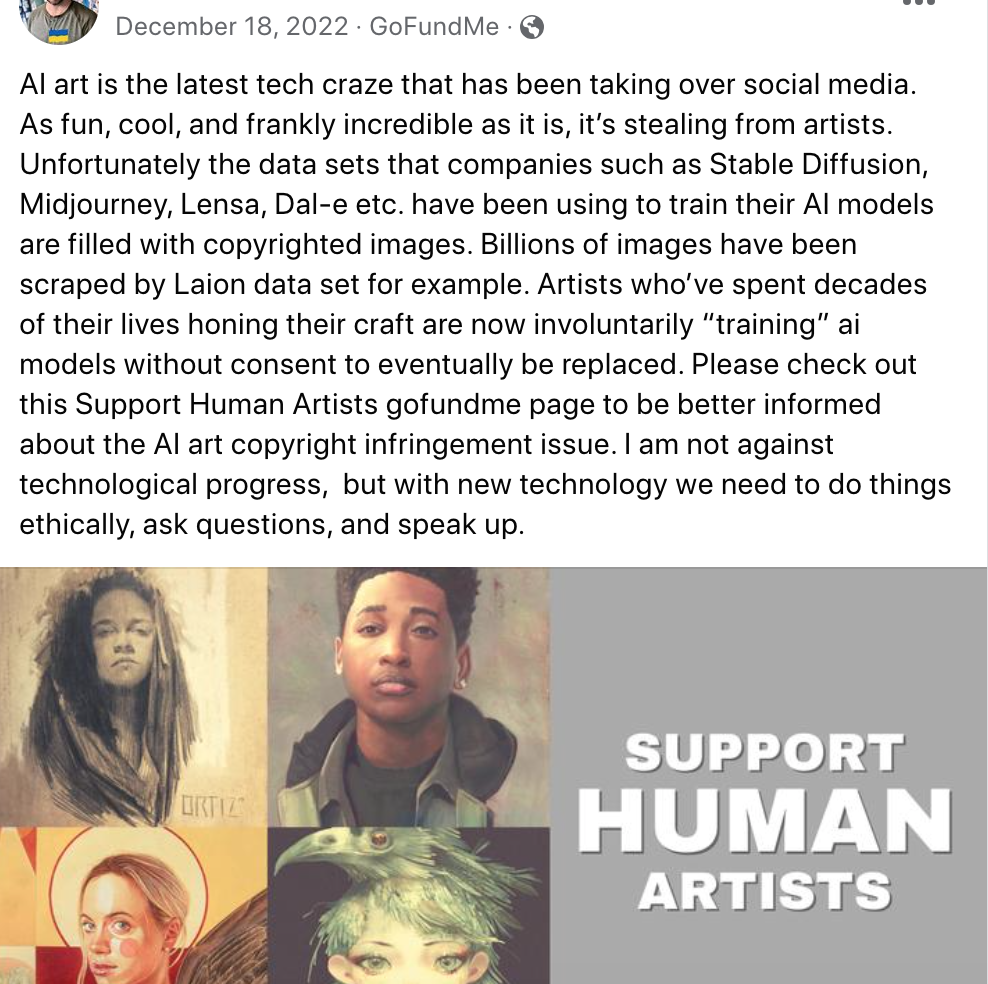 December 18, 2022 · GoFundMe ·
AI art is the latest tech craze that has been taking over social media.
As fun, cool, and frankly incredible as it is, it’s stealing from artists.
Unfortunately the data sets that companies such as Stable Diffusion,
Midjourney, Lensa, Dal-e etc. have been using to train their AI models
are filled with copyrighted images. Billions of images have been
scraped by Laion data set for example. Artists who’ve spent decades
of their lives honing their craft are now involuntarily “training” ai
models without consent to eventually be replaced. Please check out
this Support Human Artists gofundme page to be better informed
about the AI art copyright infringement issue. I am not against
technological progress,  but with new technology we need to do things
ethically, ask questions, and speak up.
ORTIZ
SUPPORT
HUMAN
ARTISTS